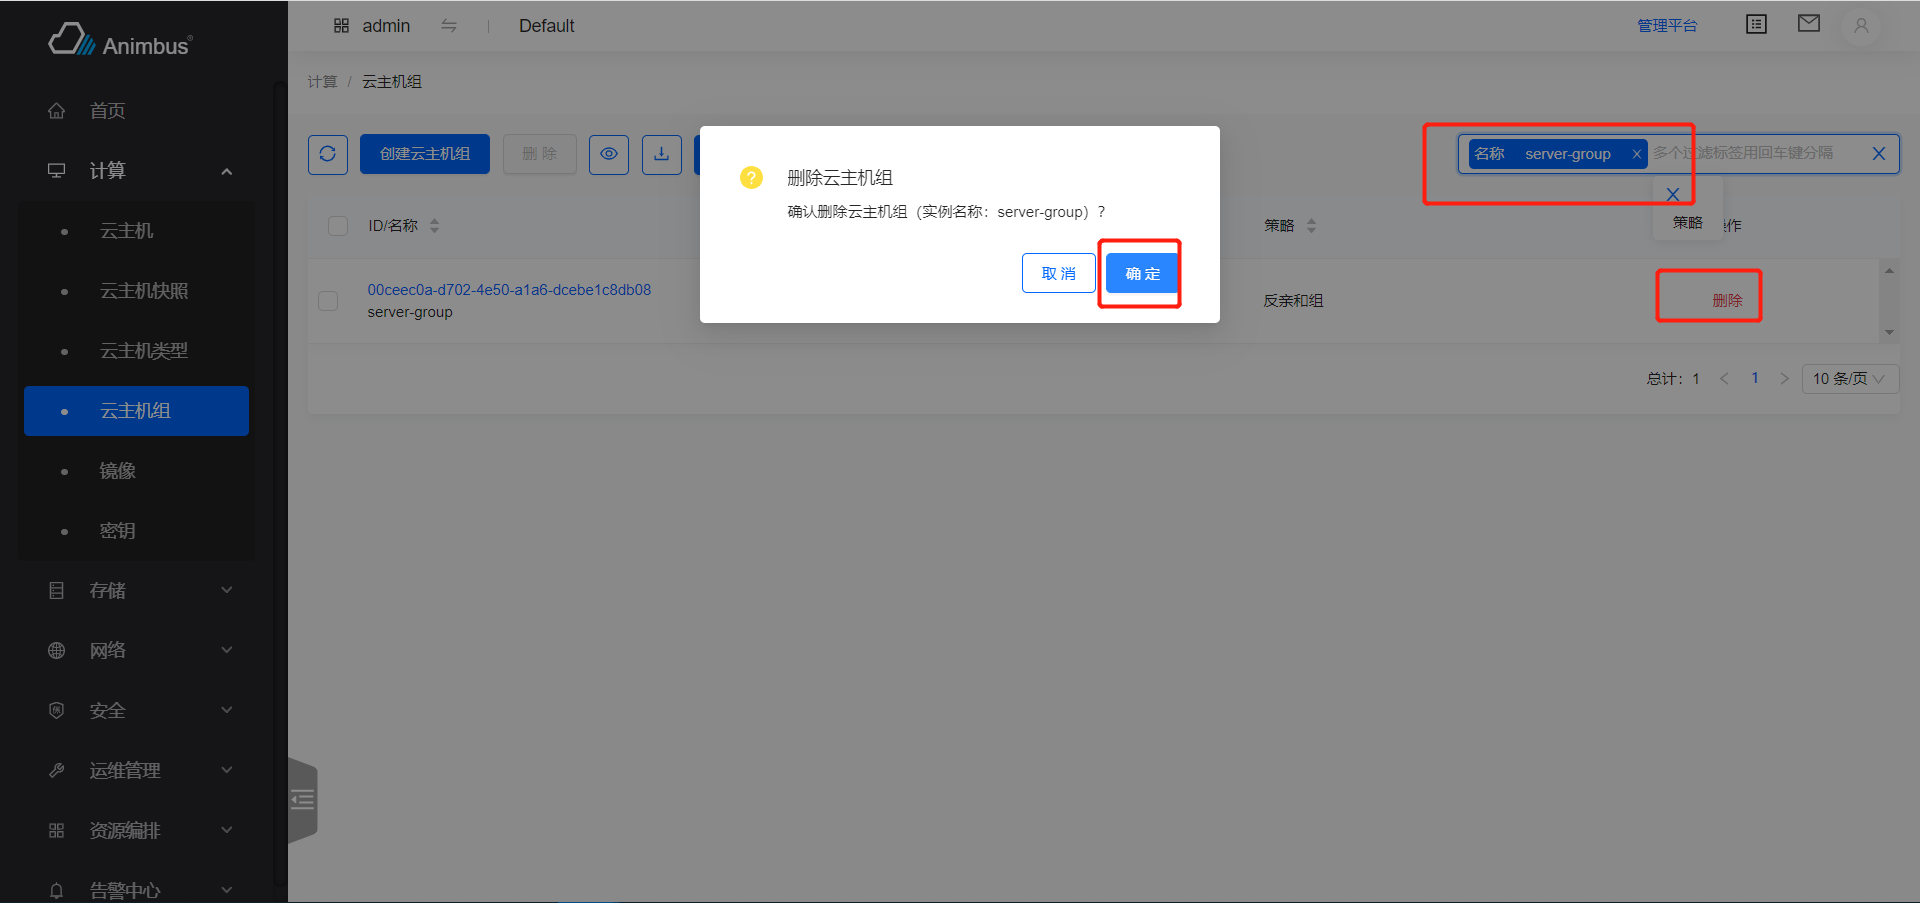 Animbus®
首页
计算
云主机
云主机快照
云主机类型
云主机组
镜像
密钥
存储
网络
安全
运维管理
资源编排
告警中心
admin
Default
管理平台
计算 / 云主机组
创建云主机组
删 除
名称 server-group
多个过滤标签用回车键分隔
策略
ID/名称
策略
作
00ceec0a-d702-4e50-a1a6-dcebe1c8db08
server-group
反亲和组
删除
总计：1
1
10 条/页
?
删除云主机组
确认删除云主机组（实例名称：server-group）？
取 消
确 定